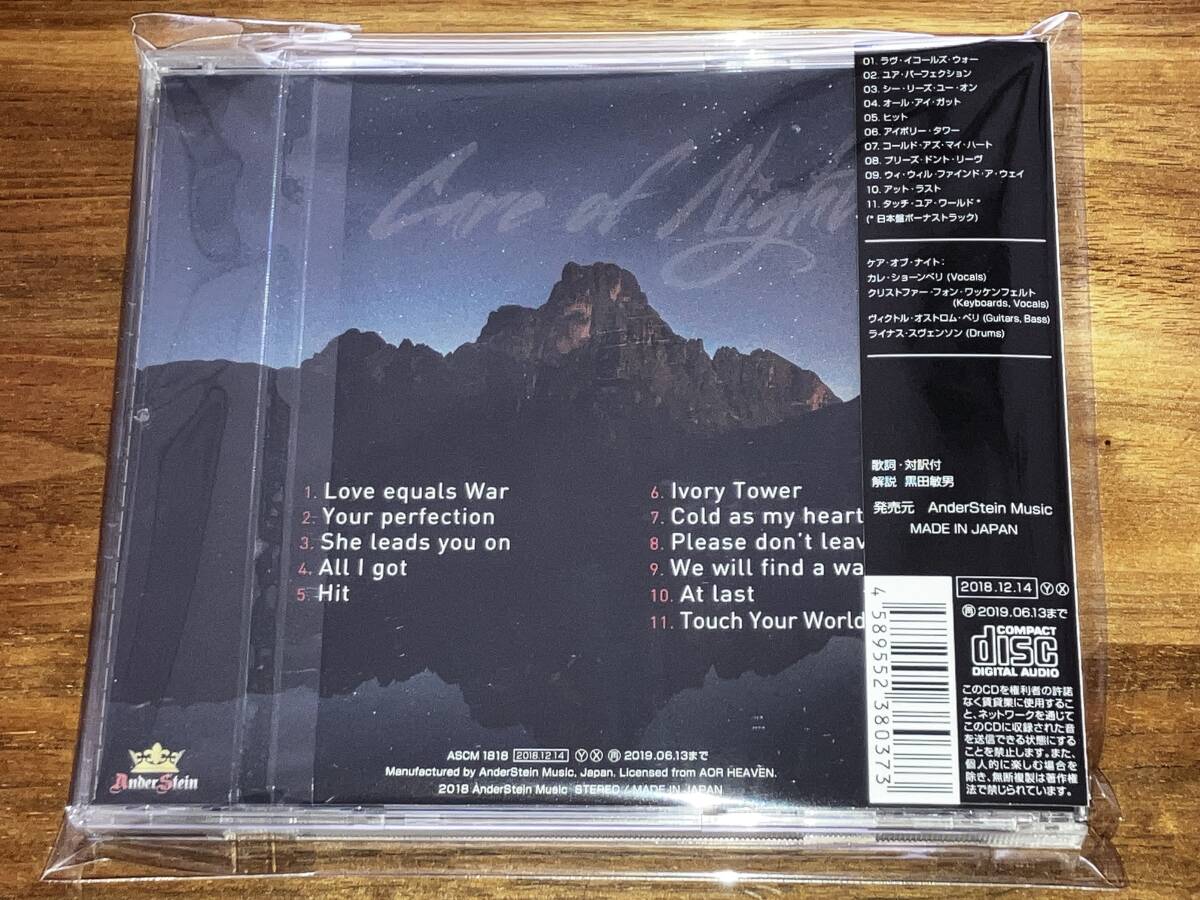 Care of Night
1. Love equals War
2. Your perfection
3. She leads you on
4. All I got
5. Hit
6. Ivory Tower
7. Cold as my heart
8. Please don't leav
9. We will find a wa
10. At last
11. Touch Your World
AnderStein
ASCM 1818 2018.12.14 Ⓨ Ⓧ 再 2019.06.13まで
Manufactured by AnderStein Music, Japan. Licensed from AOR HEAVEN.
2018 AnderStein Music STEREO / MADE IN JAPAN
01. ラヴ・イコールズ・ウォー
02. ユア・パーフェクション
03. シー・リーズ・ユー・オン
04. オール・アイ・ガット
05. ヒット
06. アイボリー・タワー
07. コールド・アズ・マイ・ハート
08. プリーズ・ドント・リーヴ
09. ウィ・ウィル・ファインド・ア・ウェイ
10. アット・ラスト
11. タッチ・ユア・ワールド *
(* 日本盤ボーナストラック)
ケア・オブ・ナイト:
カレ・ショーンベリ (Vocals)
クリストファー・フォン・ワッケンフェルト
(Keyboards, Vocals)
ヴィクトル・オストロム・ベリ (Guitars, Bass)
ライナス・スヴェンソン (Drums)
歌詞・対訳付
解説 黒田敏男
発売元 AnderStein Music
MADE IN JAPAN
4 589552 380373
2018.12.14 Ⓨ Ⓧ
再 2019.06.13まで
COMPACT
disc
DIGITAL AUDIO
このCDを権利者の許諾
なく賃貸業に使用するこ
と、ネットワークを通じて
このCDに収録された音
を送信できる状態にする
ことを禁じます。また、
個人的に楽しむ場合を
除き、無断複製は著作権
法で禁じられています。